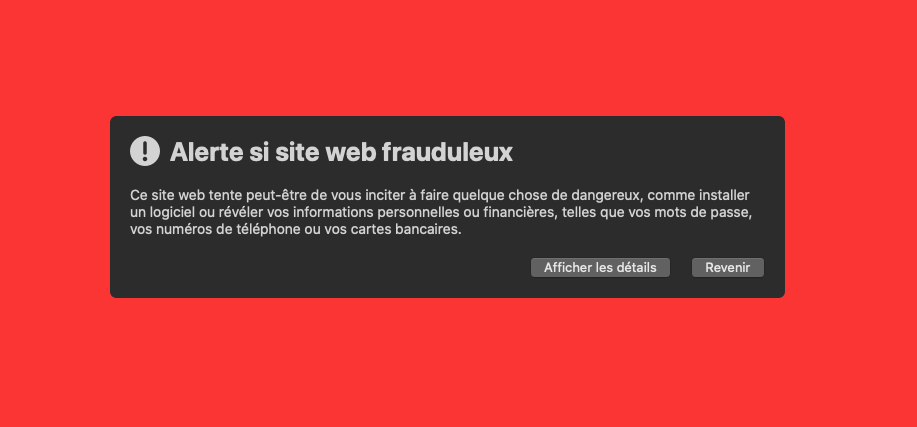 Alerte si site web frauduleux
Ce site web tente peut-être de vous inciter à faire quelque chose de dangereux, comme installer
un logiciel ou révéler vos informations personnelles ou financières, telles que vos mots de passe,
vos numéros de téléphone ou vos cartes bancaires.
Afficher les détails Revenir